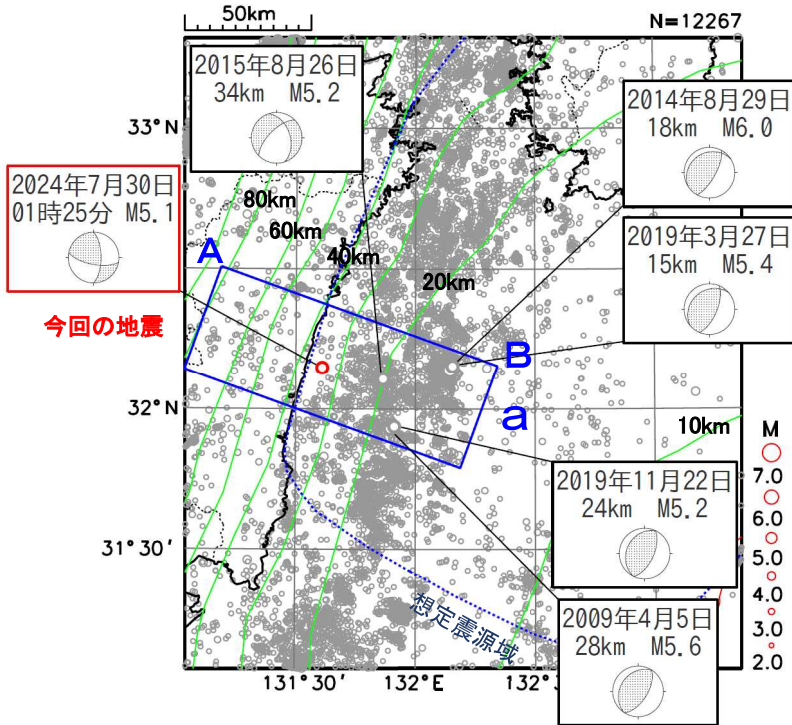 50km
N=12267
2015年8月26日
34km M5.2
2014年8月29日
18km M6.0
33°N
2024年7月30日
01時25分 M5.1
80km
60km
40km
20km
2019年3月27日
15km M5.4
A
今回の地震
B
a
32°N
10km
M
7.0
6.0
5.0
4.0
3.0
2.0
2019年11月22日
24km M5.2
31°30′
想定震源域
2009年4月5日
28km M5.6
131°30′
132°E